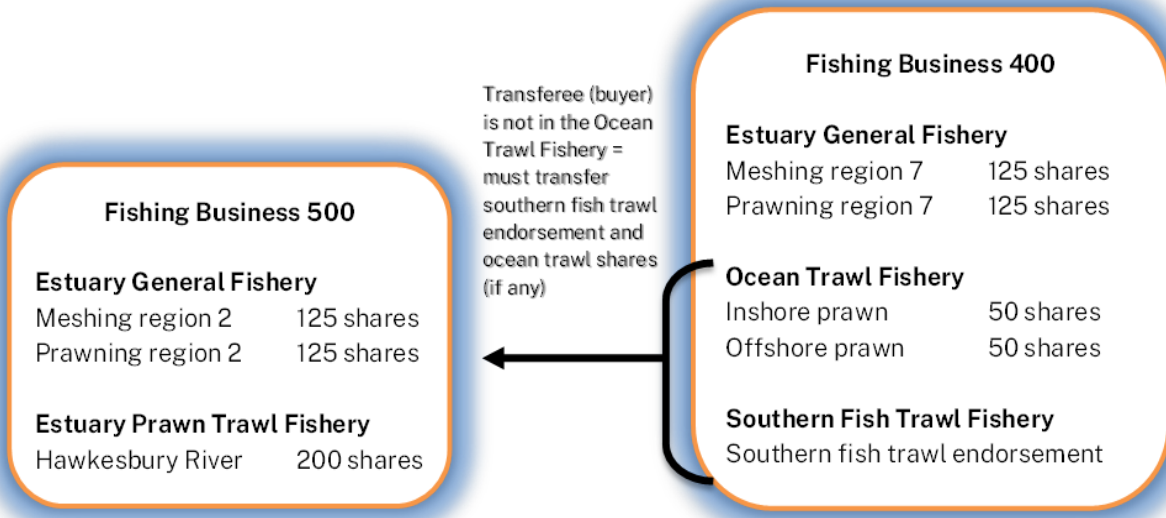 Fishing Business 500
Estuary General Fishery
Meshing region 2 125 shares
Prawning region 2 125 shares
Estuary Prawn Trawl Fishery
Hawkesbury River 200 shares
Transferee (buyer)
is not in the Ocean
Trawl Fishery =
must transfer
southern fish trawl
endorsement and
ocean trawl shares
(if any)
Fishing Business 400
Estuary General Fishery
Meshing region 7 125 shares
Prawning region 7 125 shares
Ocean Trawl Fishery
Inshore prawn 50 shares
Offshore prawn 50 shares
Southern Fish Trawl Fishery
Southern fish trawl endorsement